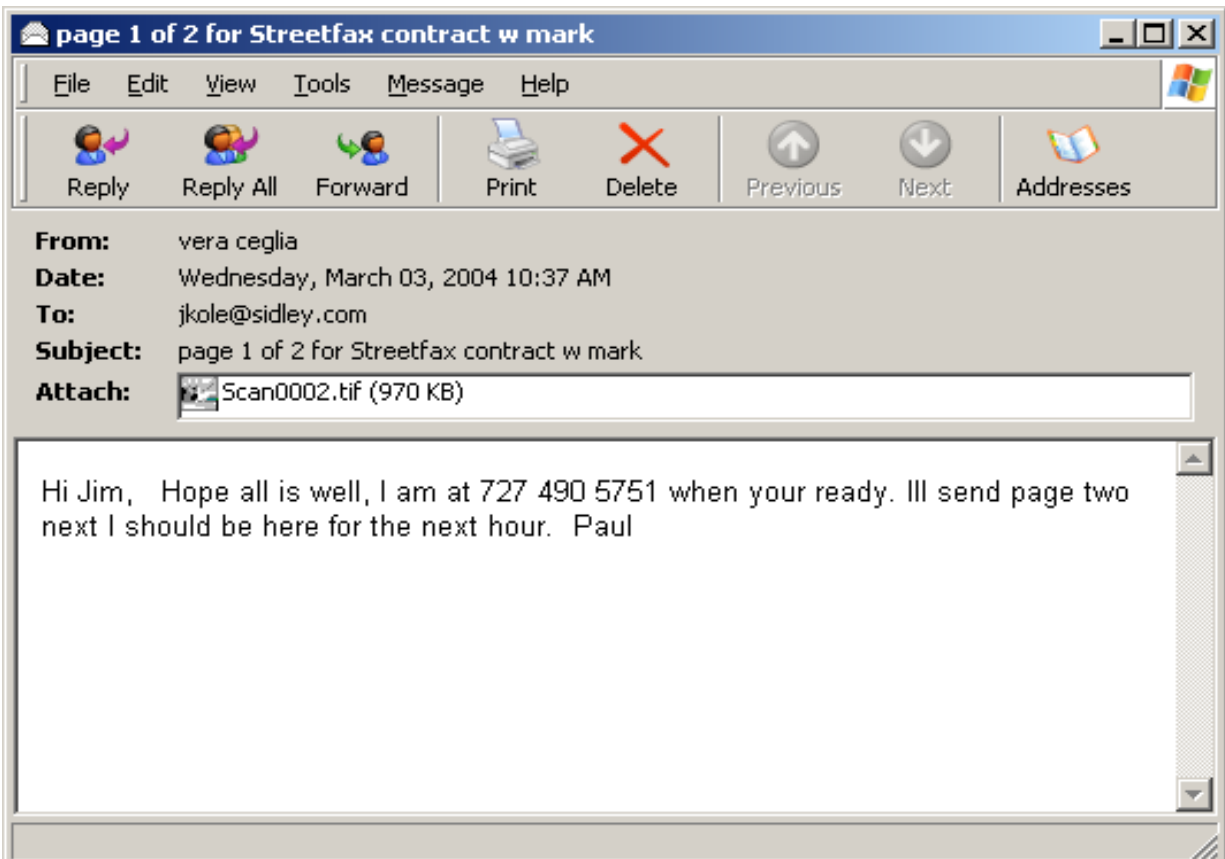 page 1 of 2 for Streetfax contract w mark
File Edit View Tools Message Help
Reply Reply All Forward Print Delete Previous Next Addresses
From: vera ceglia
Date: Wednesday, March 03, 2004 10:37 AM
To: jkole@sidley.com
Subject: page 1 of 2 for Streetfax contract w mark
Attach: Scan0002.tif (970 KB)
Hi Jim,   Hope all is well, I am at 727 490 5751 when your ready. Ill send page two
next I should be here for the next hour.  Paul